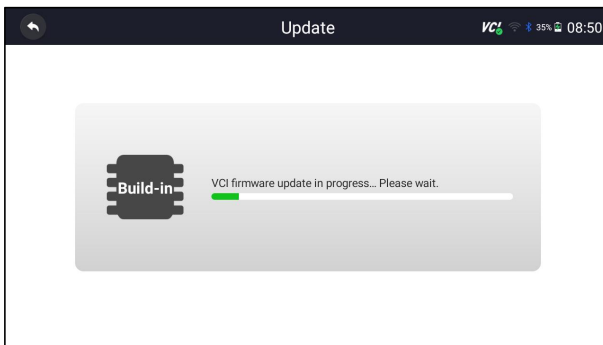 Update
VCI 35% 08:50
Build-in
VCI firmware update in progress... Please wait.